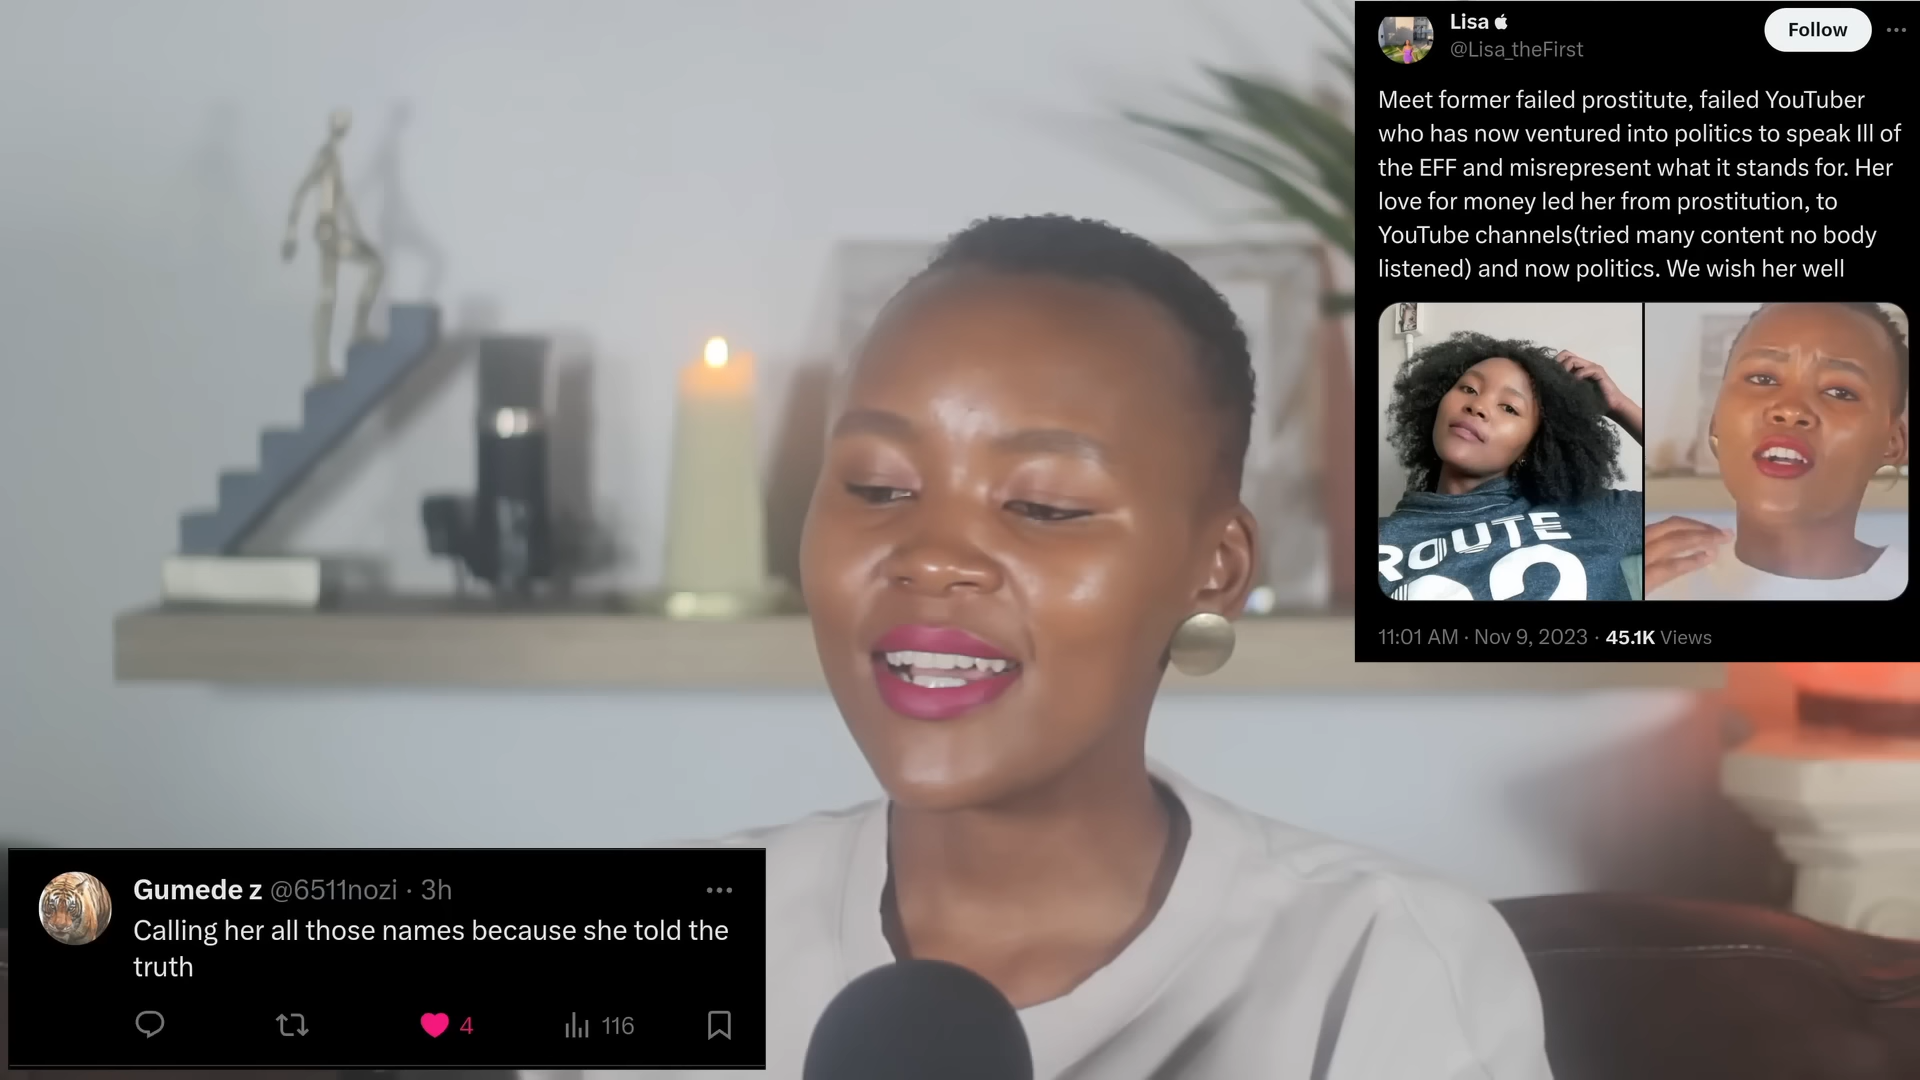 Lisa
@Lisa_theFirst
Follow
Meet former failed prostitute, failed YouTuber
who has now ventured into politics to speak Ill of
the EFF and misrepresent what it stands for. Her
love for money led her from prostitution, to
YouTube channels(tried many content no body
listened) and now politics. We wish her well
ROUTE
11:01 AM · Nov 9, 2023 · 45.1K Views
Gumede z @6511nozi · 3h
Calling her all those names because she told the
truth
4
116